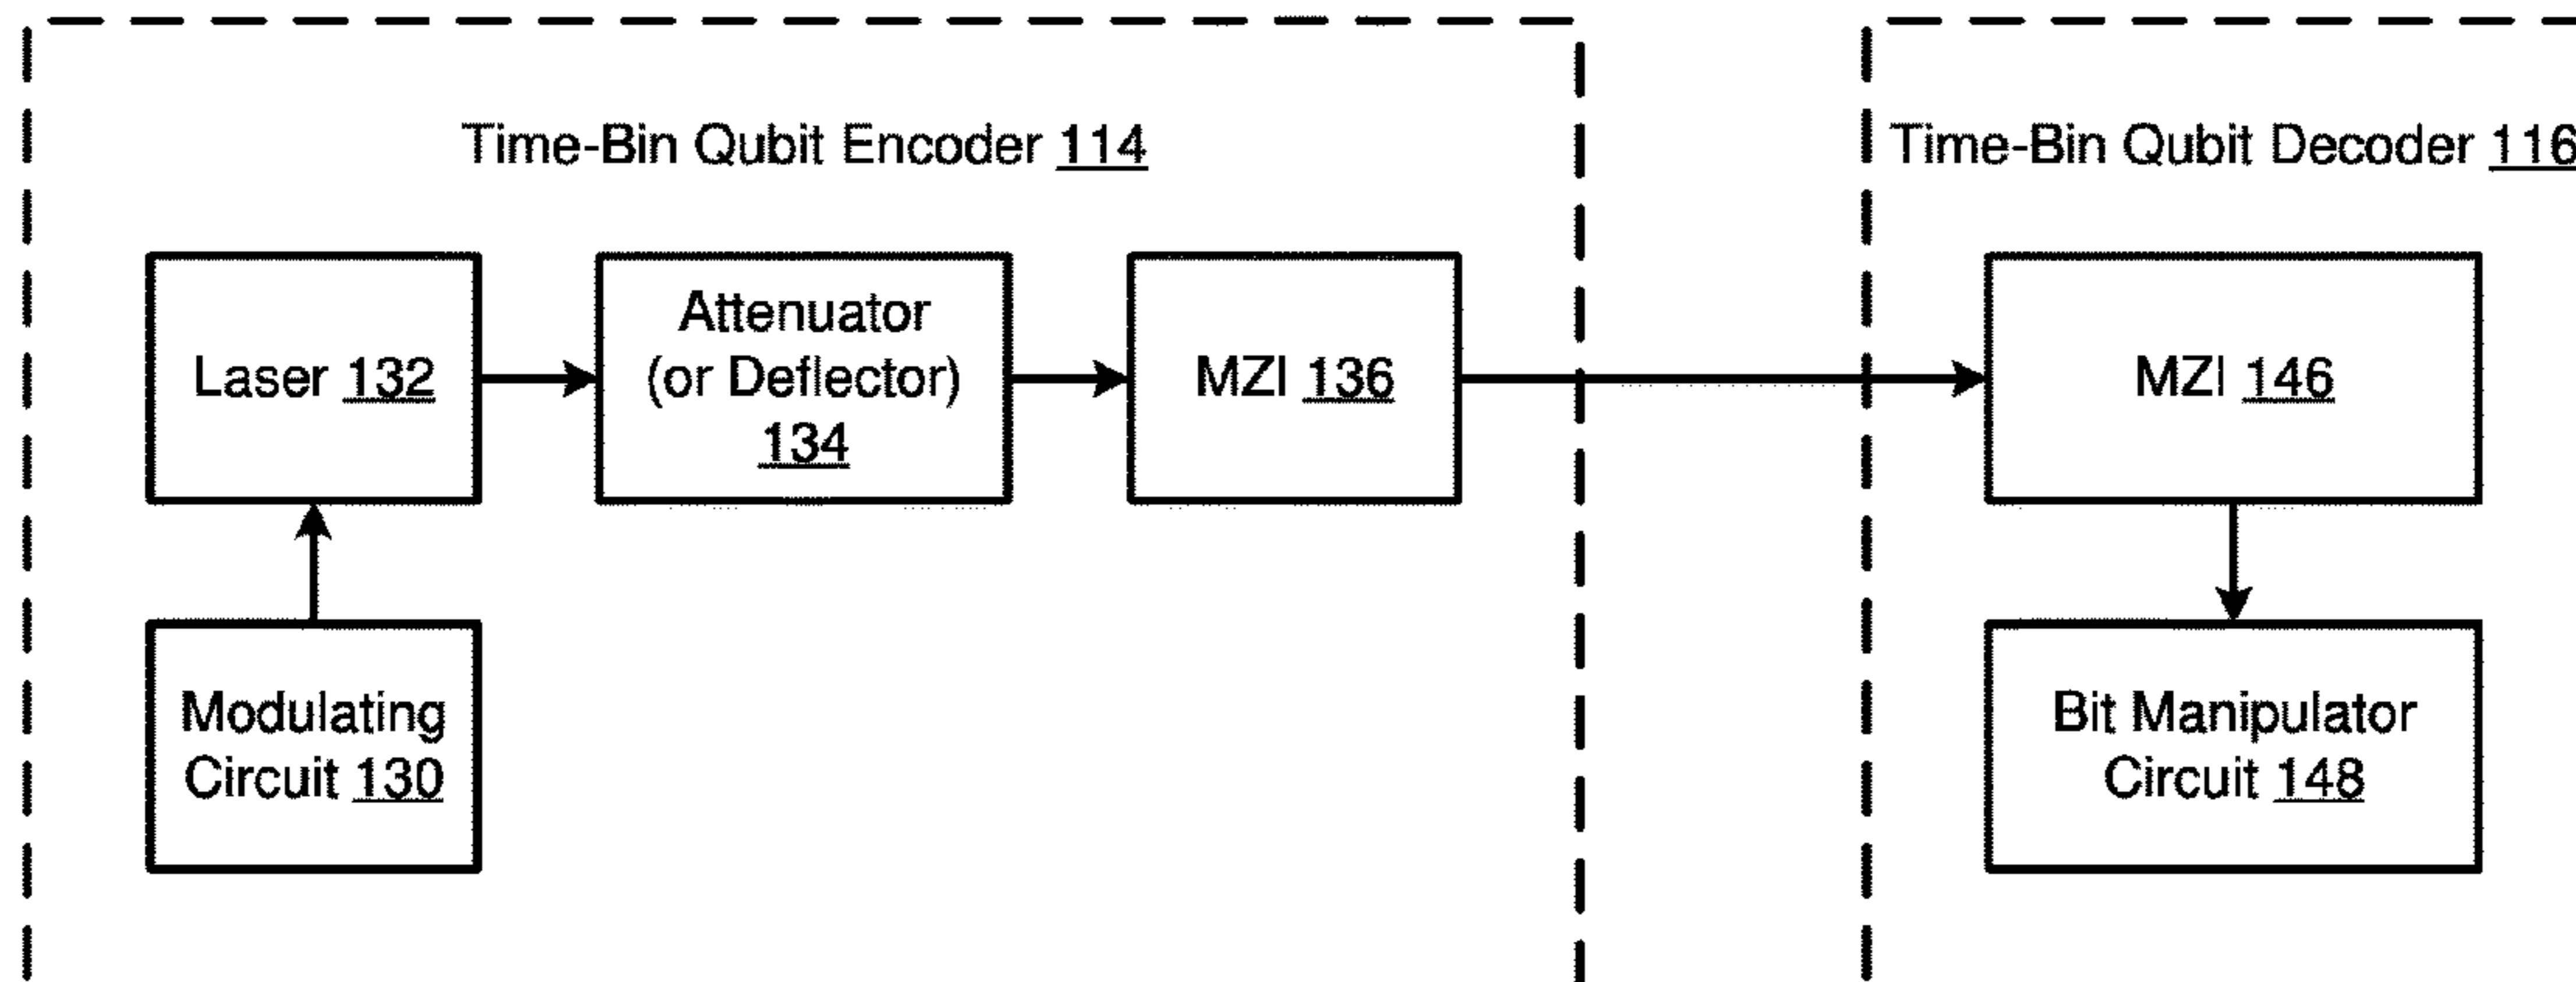 Time-Bin Qubit Encoder 114
Time-Bin Qubit Decoder 116
Laser 132
Attenuator
(or Deflector)
134
MZI 136
MZI 146
Modulating
Circuit 130
Bit Manipulator
Circuit 148